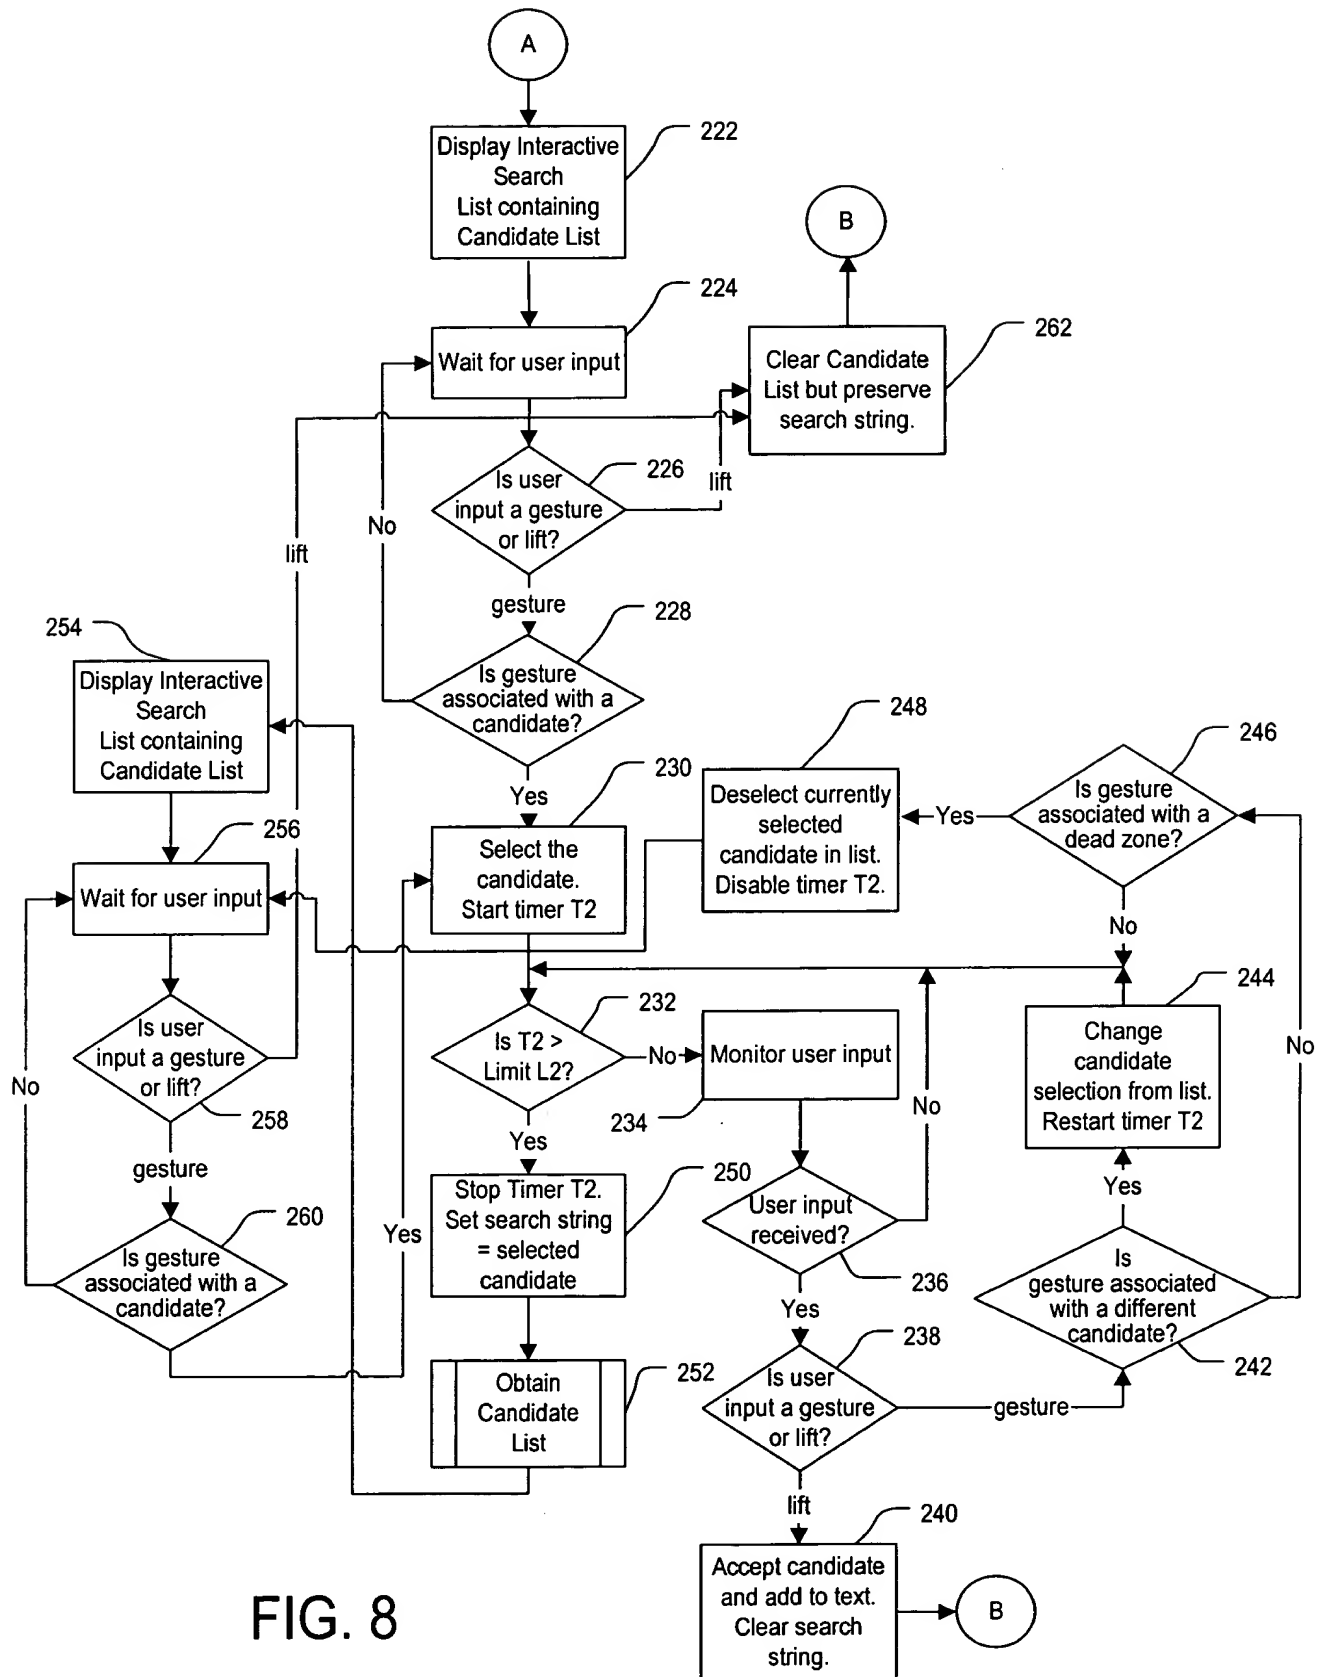 A
Display Interactive
Search
List containing
Candidate List
222
B
224
Wait for user input
262
Clear Candidate
List but preserve
search string.
226
Is user
input a gesture
or lift?
lift
No
lift
gesture
228
Is gesture
associated with a
candidate?
254
Display Interactive
Search
List containing
Candidate List
Yes
230
Select the
candidate.
Start timer T2
248
Deselect currently
selected
candidate in list.
Disable timer T2.
Yes
246
Is gesture
associated with a
dead zone?
No
256
Wait for user input
232
Is T2 >
Limit L2?
No
Monitor user input
234
244
Change
candidate
selection from list.
Restart timer T2
No
No
Is user
input a gesture
or lift?
258
No
gesture
Yes
250
Stop Timer T2.
Set search string
= selected
candidate
User input
received?
236
Yes
Is
gesture associated
with a different
candidate?
242
260
Is gesture
associated with a
candidate?
Yes
Yes
238
Is user
input a gesture
or lift?
gesture
252
Obtain
Candidate
List
lift
240
Accept candidate
and add to text.
Clear search
string.
B
FIG. 8